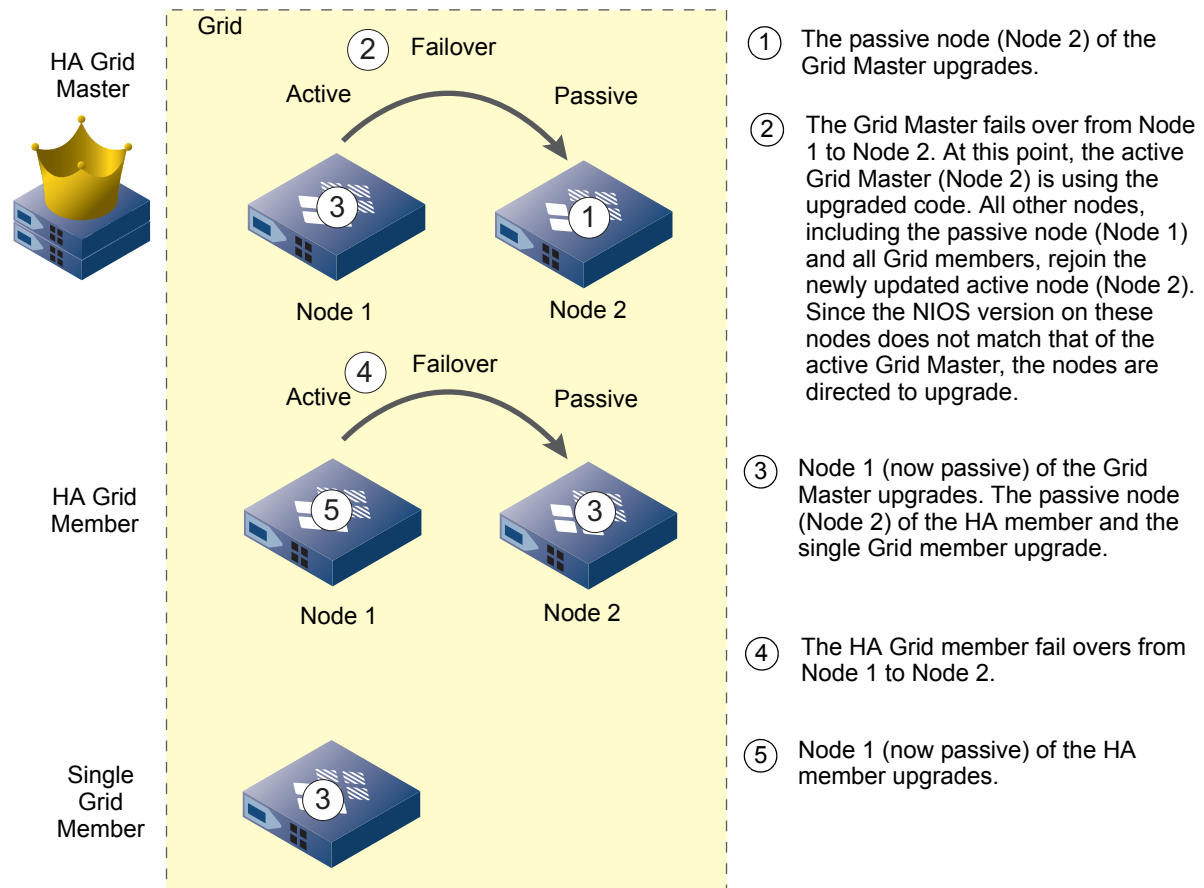 Grid
HA Grid
Master
2
Failover
Active
Passive
3
1
Node 1
Node 2
4
Failover
Active
Passive
HA Grid
Member
5
3
Node 1
Node 2
Single
Grid
Member
3
1
The passive node (Node 2) of the
Grid Master upgrades.
2
The Grid Master fails over from Node
1 to Node 2. At this point, the active
Grid Master (Node 2) is using the
upgraded code. All other nodes,
including the passive node (Node 1)
and all Grid members, rejoin the
newly updated active node (Node 2).
Since the NIOS version on these
nodes does not match that of the
active Grid Master, the nodes are
directed to upgrade.
3
Node 1 (now passive) of the Grid
Master upgrades. The passive node
(Node 2) of the HA member and the
single Grid member upgrade.
4
The HA Grid member fail overs from
Node 1 to Node 2.
5
Node 1 (now passive) of the HA
member upgrades.